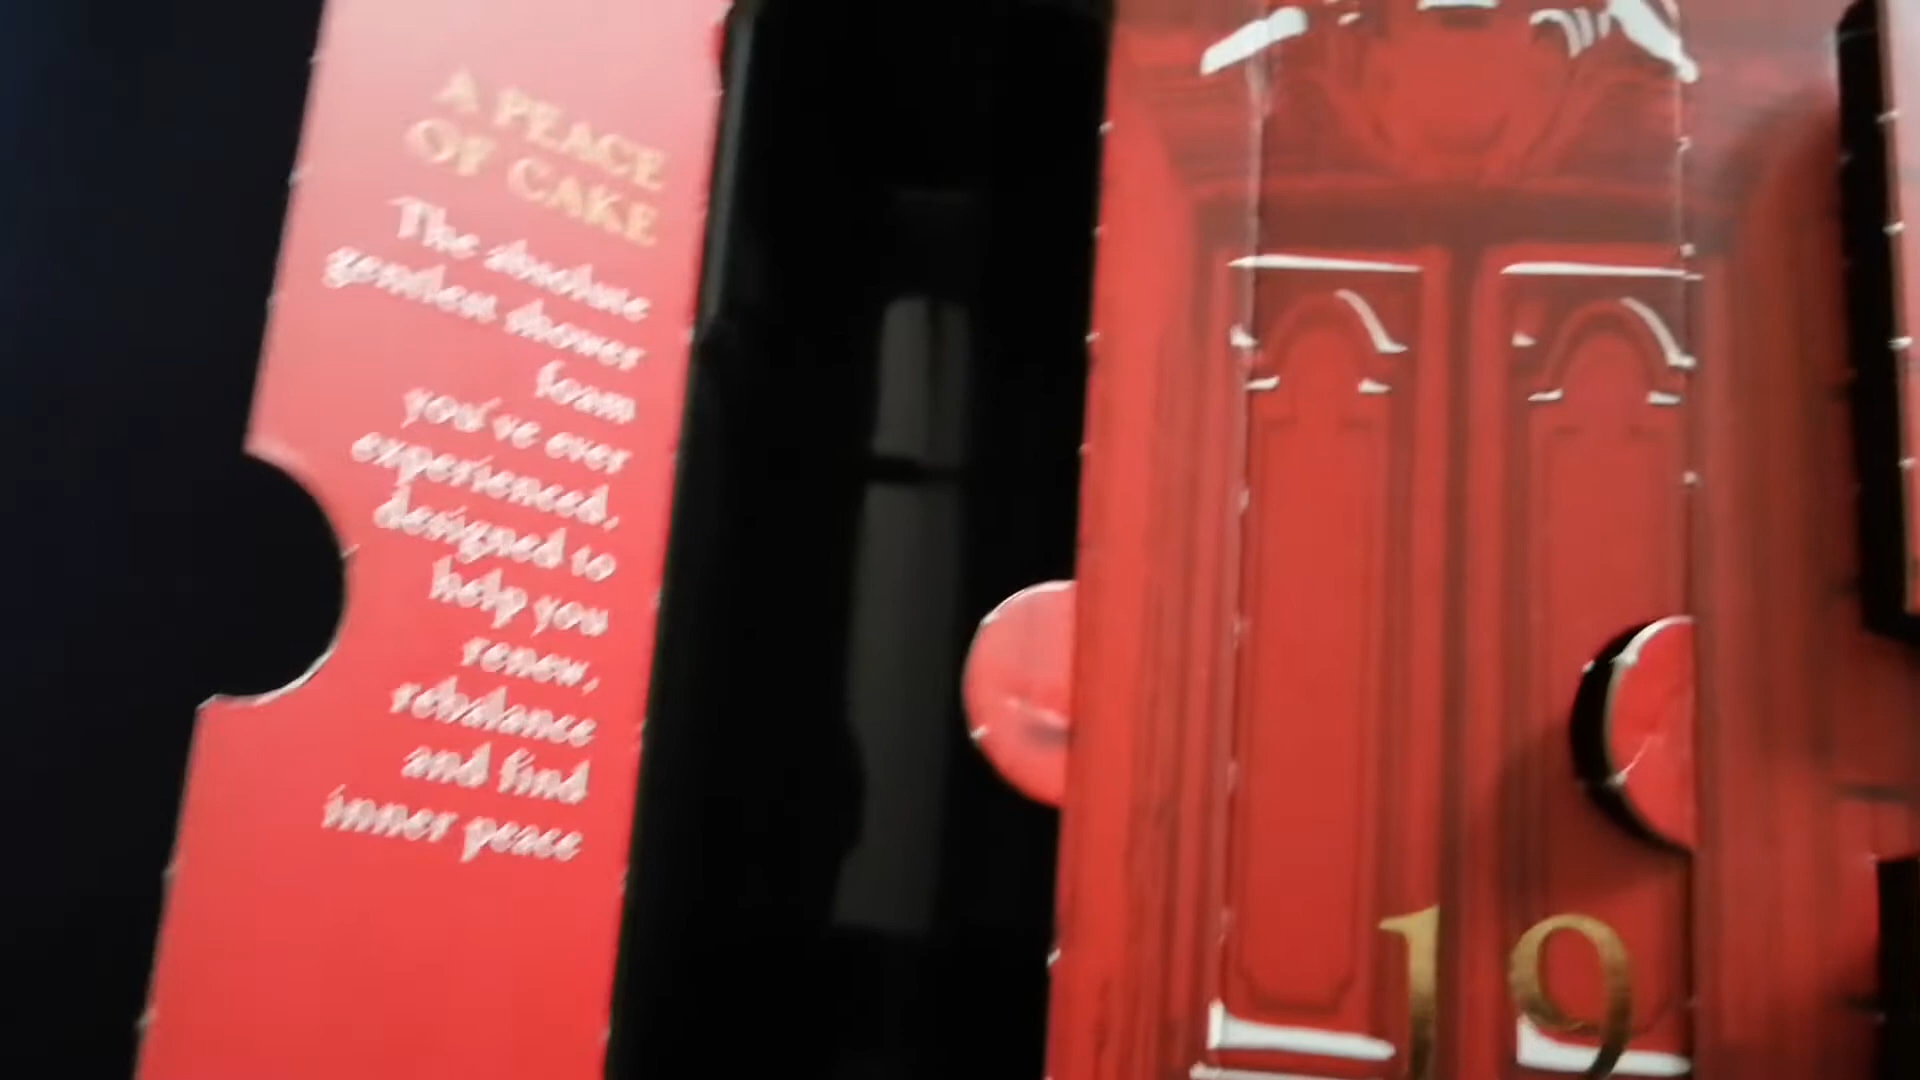 A PEACE
OF CAKE
The absolute
gentlest shower
foam
you've ever
experienced,
designed to
help you
renew,
rebalance
and find
inner peace
19